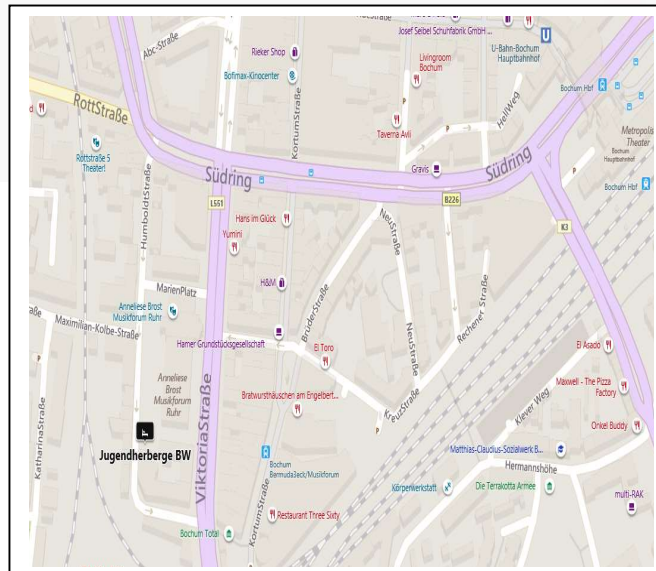 Josef Seibel Schuhfabrik GmbH ...
Abc-Straße
Rieker Shop
U-Bahn-Bochum
Hauptbahnhof
U
Bofimax-Kinocenter
Livingroom
Bochum
Bochum Hbf
RottStraße
KortumStraße
HellWeg
Taverna Avli
P
Metropolis
Theater
Bochum
Hauptbahnhof
Rottstraße 5
Theater!
Südring
Südring
Gravis
Bochum Hbf
HumboldtStraße
L551
B226
Hans im Glück
NeuStraße
K3
Yumini
H&M
MarienPlatz
BrüderStraße
Rechener Straße
Anneliese Brost
Musikforum Ruhr
Maximilian-Kolbe-Straße
Hamer Grundstücksgesellschaft
NeuStraße
El Toro
El Asado
Anneliese
Brost
Musikforum
Ruhr
Maxwell - The Pizza
Factory
Bratwursthäuschen am Engelbert...
KreuzStraße
Klever Weg
Onkel Buddy
KatharinaStraße
ViktoriaStraße
Jugendherberge BW
Matthias-Claudius-Sozialwerk B...
Hermannshöhe
Bochum
Bermuda3eck/Musikforum
Körperwerkstatt
Die Terrakotta Armee
multi-RAK
KortumStraße
Restaurant Three Sixty
Bochum Total